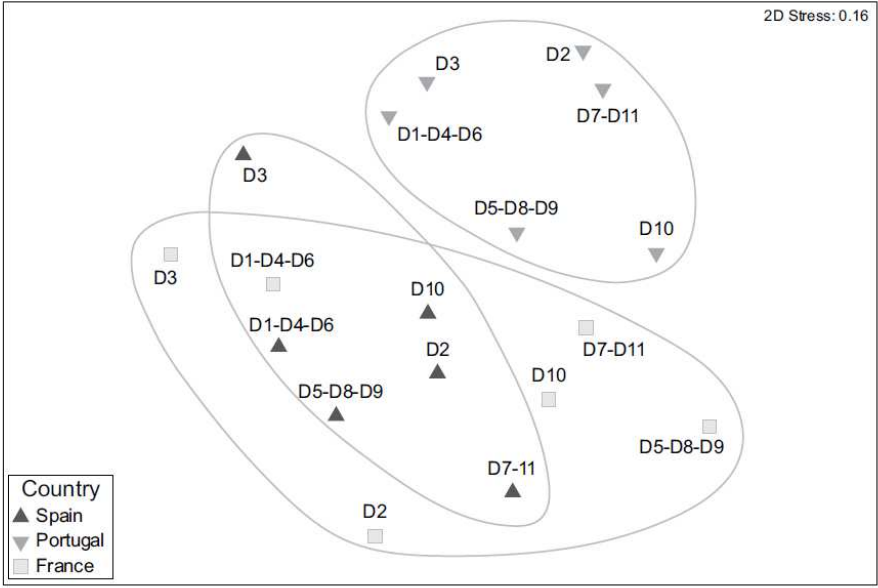 2D Stress: 0.16
D2
D3
D7-D11
D1-D4-D6
D3
D5-D8-D9
D10
D1-D4-D6
D3
D10
D1-D4-D6
D2
D7-D11
D10
D5-D8-D9
D5-D8-D9
D7-11
D2
Country
Spain
Portugal
France